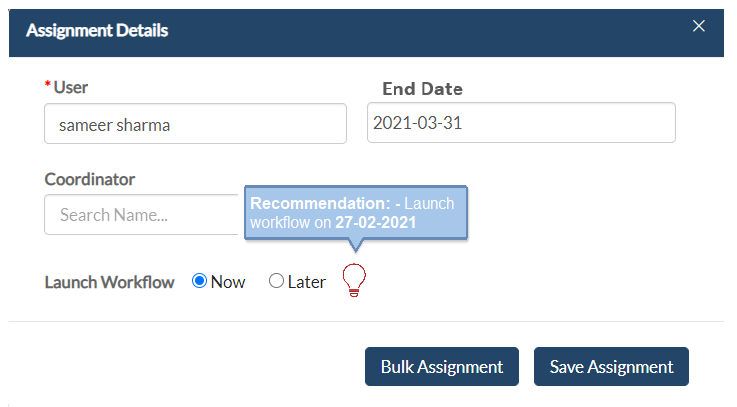 Assignment Details
* User
End Date
sameer sharma
2021-03-31
Coordinator
Search Name...
Recommendation: - Launch
workflow on 27-02-2021
Launch Workflow Now Later
Bulk Assignment Save Assignment